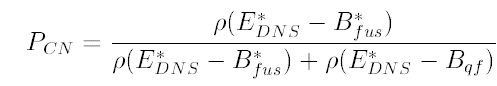 P_{CN} = \frac{\rho(E^*_{DNS} - B^*_{fus})}{\rho(E^*_{DNS} - B^*_{fus}) + \rho(E^*_{DNS} - B_{qf})}